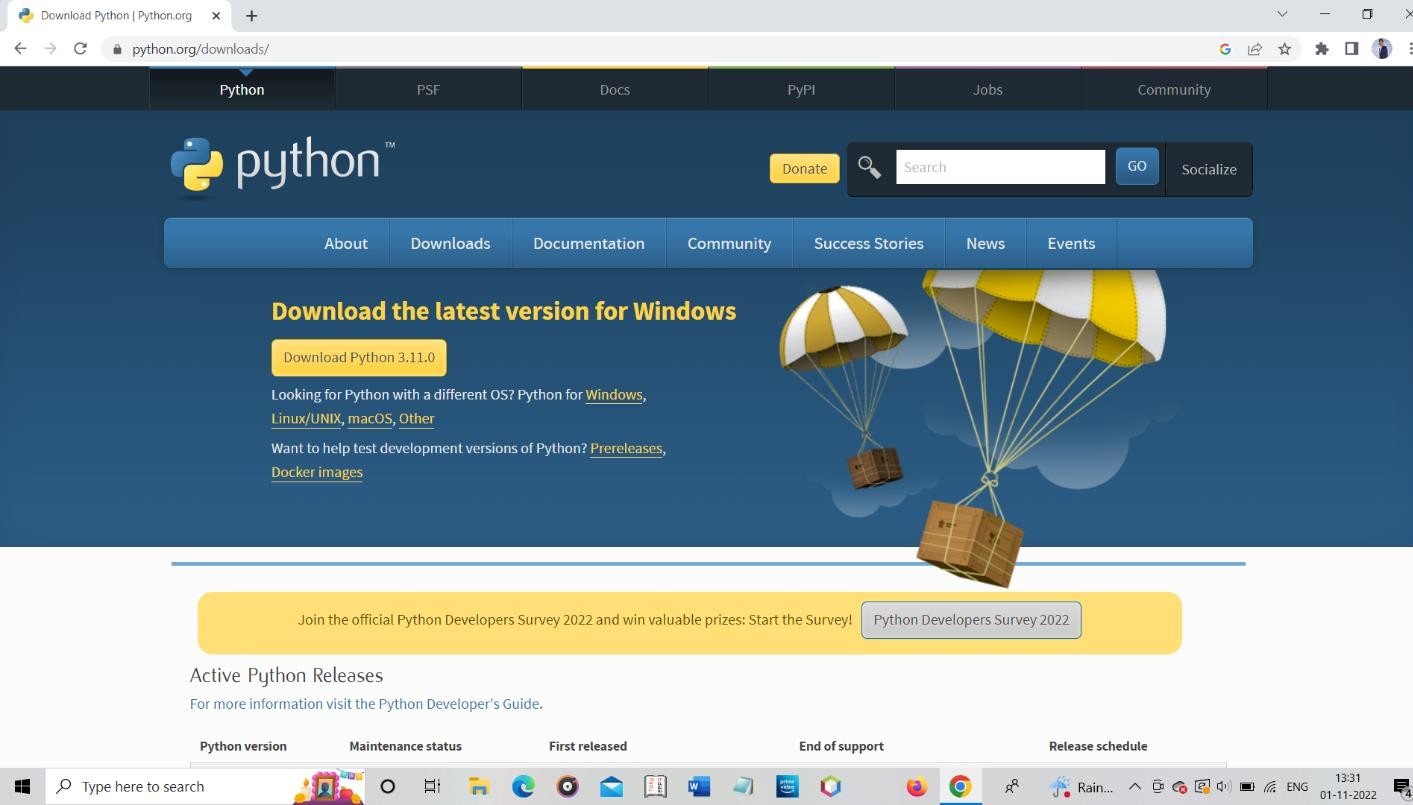 Download Python | Python.org
python.org/downloads/
Python PSF Docs PyPI Jobs Community
python™
Donate Search GO Socialize
About Downloads Documentation Community Success Stories News Events
Download the latest version for Windows
Download Python 3.11.0
Looking for Python with a different OS? Python for Windows,
Linux/UNIX, macOS, Other
Want to help test development versions of Python? Prereleases,
Docker images
Join the official Python Developers Survey 2022 and win valuable prizes: Start the Survey! Python Developers Survey 2022
Active Python Releases
For more information visit the Python Developer's Guide.
Python version Maintenance status First released End of support Release schedule
Type here to search
Rain... ENG 13:31
01-11-2022 4